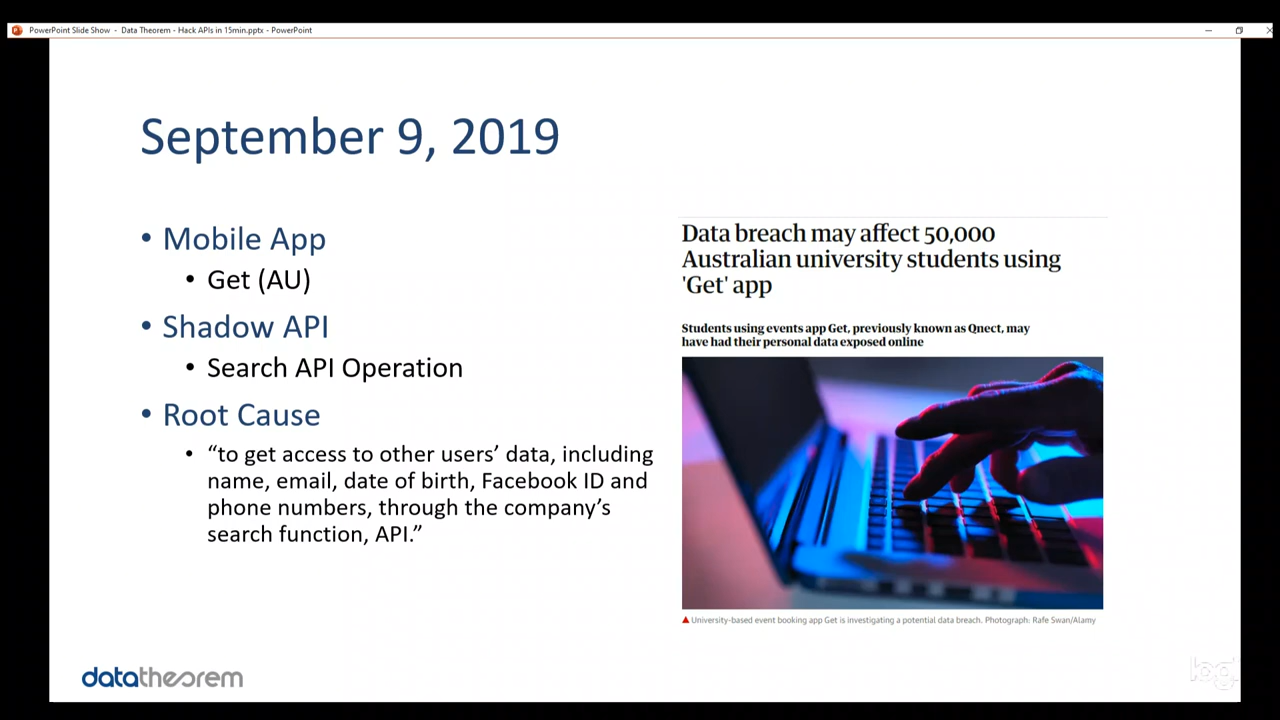 PowerPoint Slide Show - Data Theorem - Hack APIs in 15min.pptx - PowerPoint
September 9, 2019
• Mobile App
• Get (AU)
• Shadow API
• Search API Operation
• Root Cause
• “to get access to other users’ data, including
name, email, date of birth, Facebook ID and
phone numbers, through the company’s
search function, API.”
Data breach may affect 50,000
Australian university students using
'Get' app
Students using events app Get, previously known as Qnect, may
have had their personal data exposed online
University-based event booking app Get is investigating a potential data breach. Photograph: Rafe Swan/Alamy
datatheorem